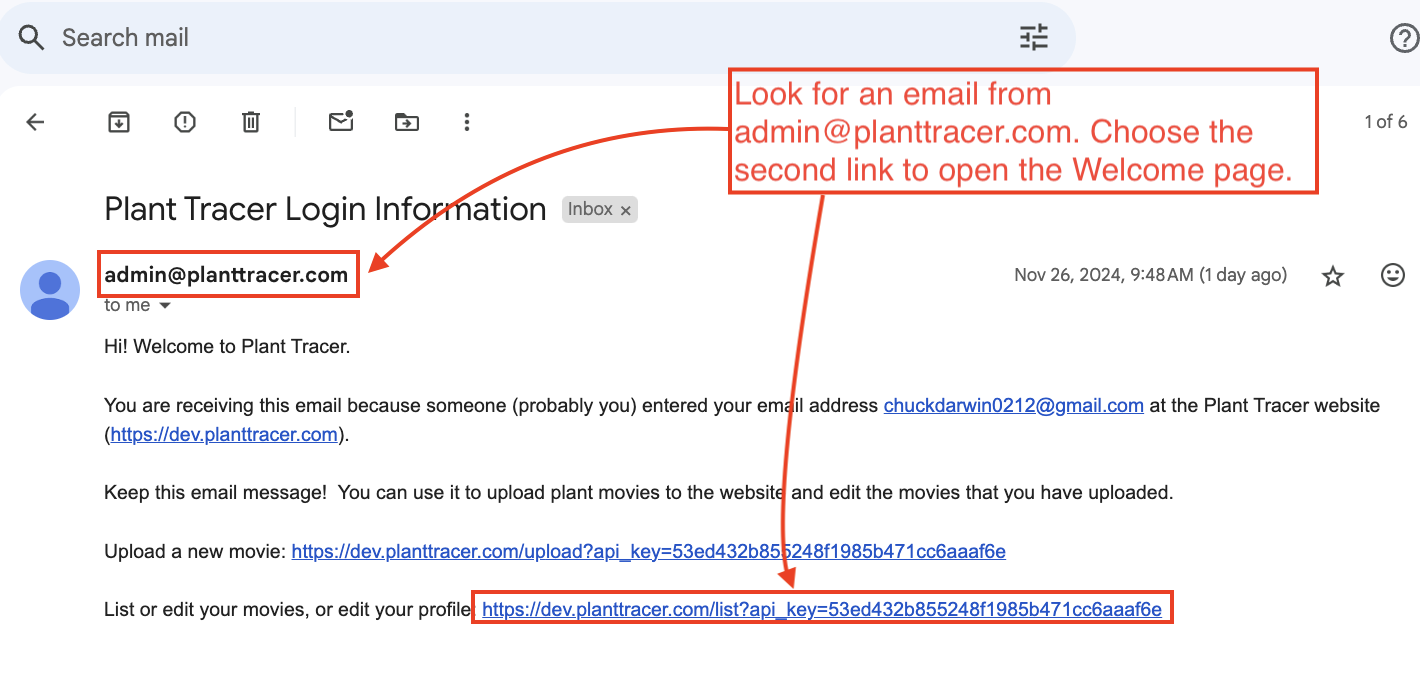 Search mail
Look for an email from
admin@planttracer.com. Choose the
second link to open the Welcome page.
1 of 6
Plant Tracer Login Information Inbox x
admin@planttracer.com
Nov 26, 2024, 9:48 AM (1 day ago)
to me
Hi! Welcome to Plant Tracer.
You are receiving this email because someone (probably you) entered your email address chuckdarwin0212@gmail.com at the Plant Tracer website
(https://dev.planttracer.com).
Keep this email message!  You can use it to upload plant movies to the website and edit the movies that you have uploaded.
Upload a new movie: https://dev.planttracer.com/upload?api_key=53ed432b855248f1985b471cc6aaaf6e
List or edit your movies, or edit your profile https://dev.planttracer.com/list?api_key=53ed432b855248f1985b471cc6aaaf6e